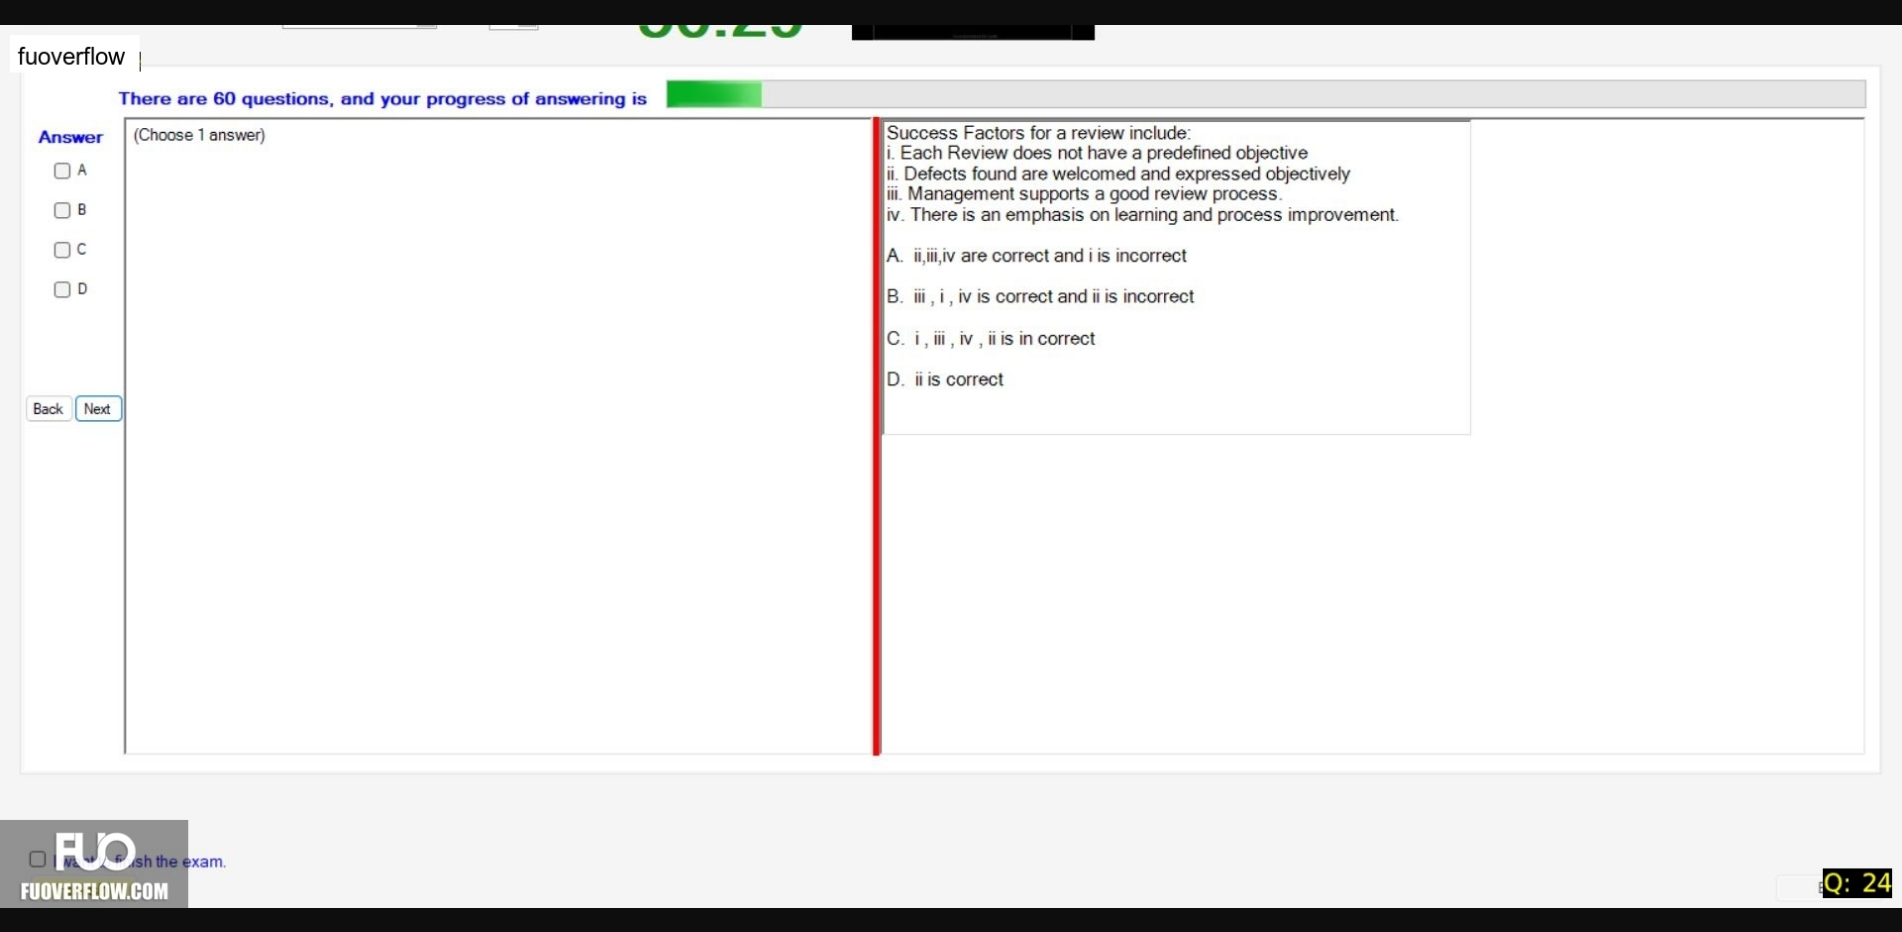 fuoverflow
There are 60 questions, and your progress of answering is
Answer
(Choose 1 answer)
A
B
C
D
Back Next
Success Factors for a review include:
i. Each Review does not have a predefined objective
ii. Defects found are welcomed and expressed objectively
iii. Management supports a good review process.
iv. There is an emphasis on learning and process improvement.
A. ii,iii,iv are correct and i is incorrect
B. iii , i , iv is correct and ii is incorrect
C. i , iii , iv , ii is in correct
D. ii is correct
FUO
the exam.
FUOVERFLOW.COM
Q: 24